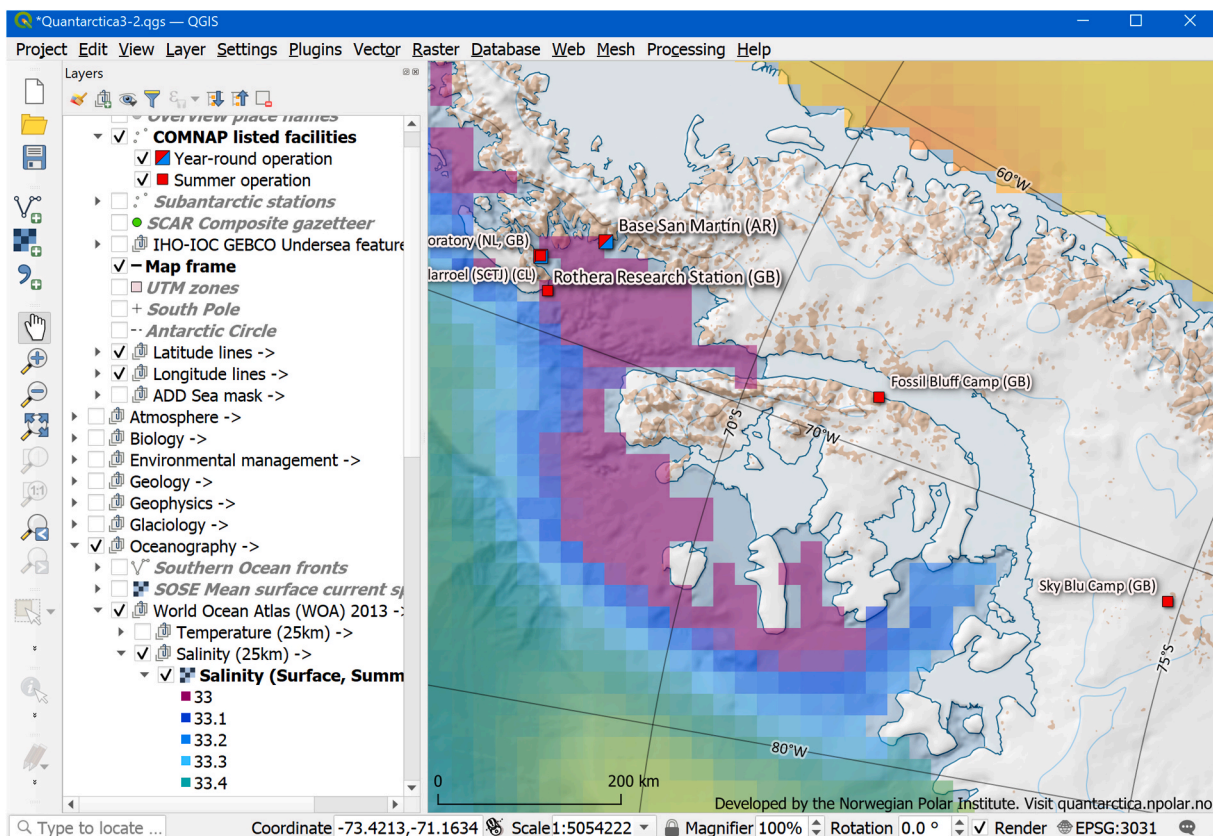 *Quantarctica3-2.qgs — QGIS
Project Edit View Layer Settings Plugins Vector Raster Database Web Mesh Processing Help
Layers
Overview place names
COMNAP listed facilities
Year-round operation
Summer operation
Subantarctic stations
SCAR Composite gazetteer
IHO-IOC GEBCO Undersea feature
Map frame
UTM zones
South Pole
Antarctic Circle
Latitude lines ->
Longitude lines ->
ADD Sea mask ->
Atmosphere ->
Biology ->
Environmental management ->
Geology ->
Geophysics ->
Glaciology ->
Oceanography ->
Southern Ocean fronts
SOSE Mean surface current sp
World Ocean Atlas (WOA) 2013 ->
Temperature (25km) ->
Salinity (25km) ->
Salinity (Surface, Summ
33
33.1
33.2
33.3
33.4
60°W
Base San Martín (AR)
oratory (NL, GB)
larroel (SCTJ) (CL)
Rothera Research Station (GB)
Fossil Bluff Camp (GB)
70°S
70°W
Sky Blu Camp (GB)
75°S
80°W
0 200 km
Developed by the Norwegian Polar Institute. Visit quantarctica.npolar.no
Type to locate ...
Coordinate -73.4213,-71.1634 Scale 1:5054222 Magnifier 100% Rotation 0.0 ° Render EPSG:3031